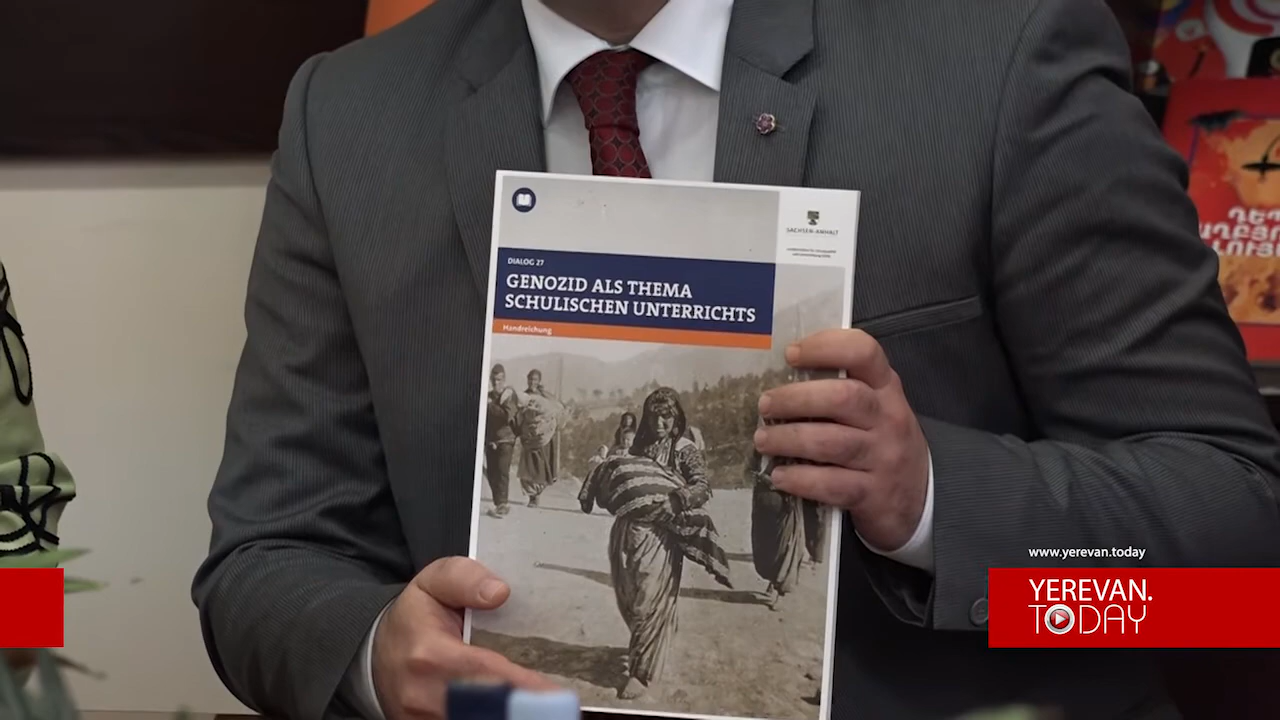 SACHSEN-ANHALT
DIALOG 27
GENOZID ALS THEMA
SCHULISCHEN UNTERRICHTS
Handreichung
www.yerevan.today
YEREVAN.
TODAY